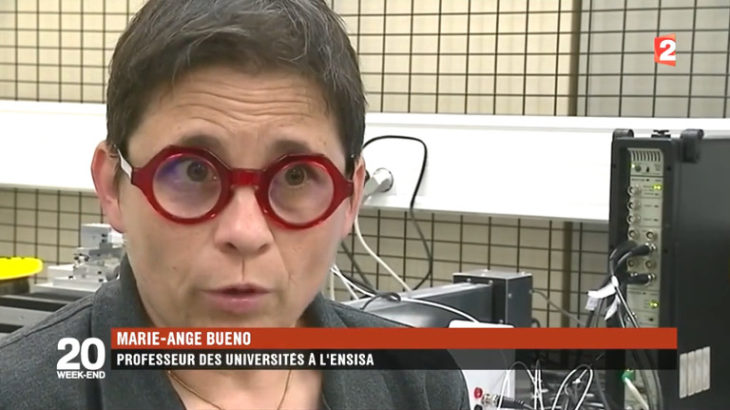 2
MARIE-ANGE BUENO
20
WEEK-END
PROFESSEUR DES UNIVERSITÉS À L'ENSISA